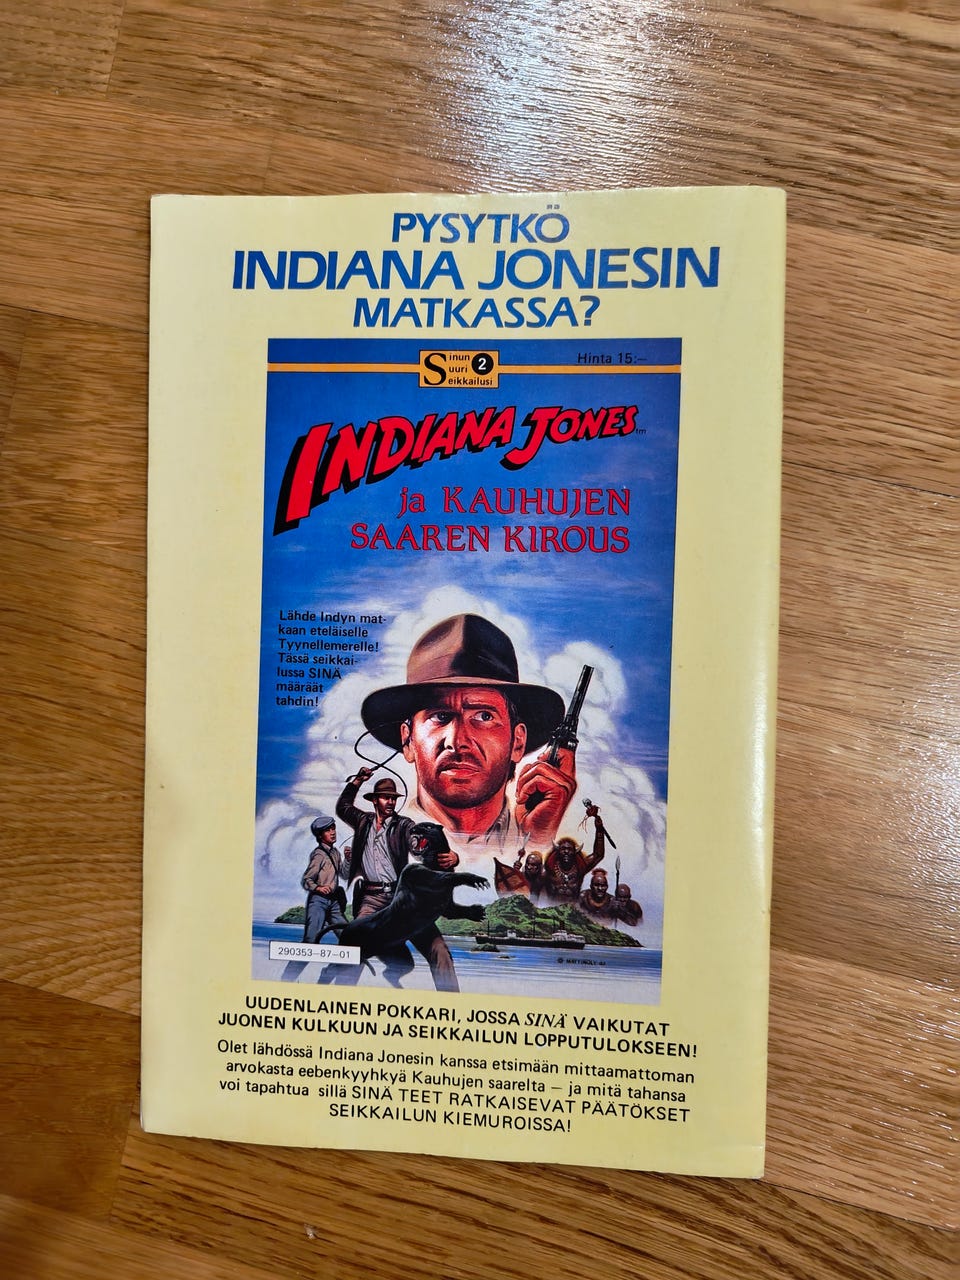 PYSYTKÖ
INDIANA JONESIN
MATKASSA?
Sinun
Suuri
Seikkailusi
2
Hinta 15:—
INDIANA JONES™
ja KAUHUJEN
SAAREN KIROUS
Lähde Indyn mat-
kaan eteläiselle
Tyynellemerelle!
Tässä seikkai-
lussa SINÄ
määräät
tahdin!
290353–87–01
UUDENLAINEN POKKARI, JOSSA SINÄ VAIKUTAT
JUONEN KULKUUN JA SEIKKAILUN LOPPUTULOKSEEN!
Olet lähdössä Indiana Jonesin kanssa etsimään mittaamattoman
arvokasta eebenkyyhkyä Kauhujen saarelta – ja mitä tahansa
voi tapahtua sillä SINÄ TEET RATKAISEVAT PÄÄTÖKSET
SEIKKAILUN KIEMUROISSA!